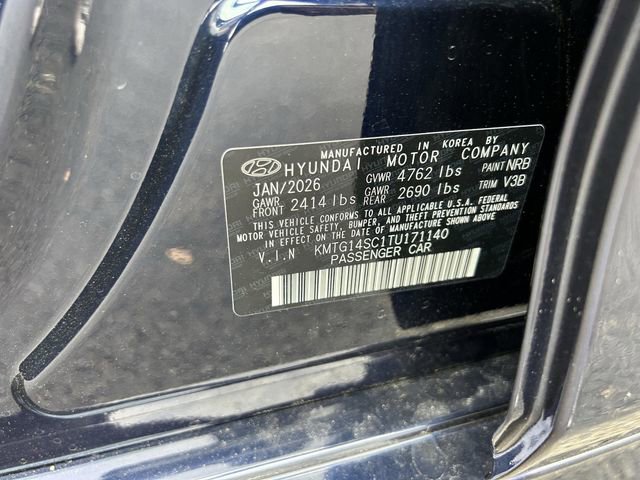 MANUFACTURED IN KOREA BY
HYUNDAI MOTOR COMPANY
JAN/2026 GVWR 4762 lbs PAINT NRB
GAWR FRONT 2414 lbs GAWR REAR 2690 lbs TRIM V3B
THIS VEHICLE CONFORMS TO ALL APPLICABLE U.S.A. FEDERAL
MOTOR VEHICLE SAFETY, BUMPER, AND THEFT PREVENTION STANDARDS
IN EFFECT ON THE DATE OF MANUFACTURE SHOWN ABOVE.
V.I.N KMTG14SC1TU171140
PASSENGER CAR